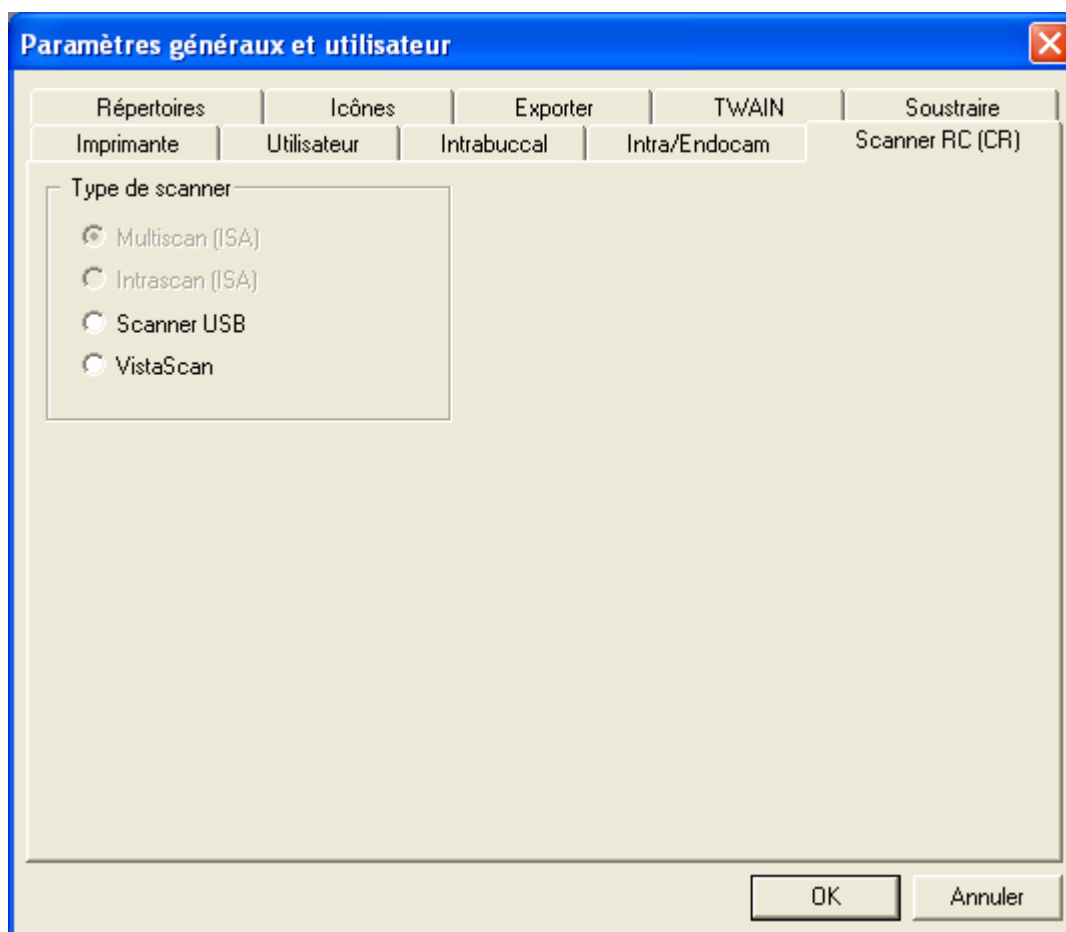 Paramètres généraux et utilisateur
Répertoires Icônes Exporter TWAIN Soustraire
Imprimante Utilisateur Intrabuccal Intra/Endocam Scanner RC (CR)
Type de scanner
Multiscan (ISA)
Intrascan (ISA)
Scanner USB
VistaScan
OK Annuler